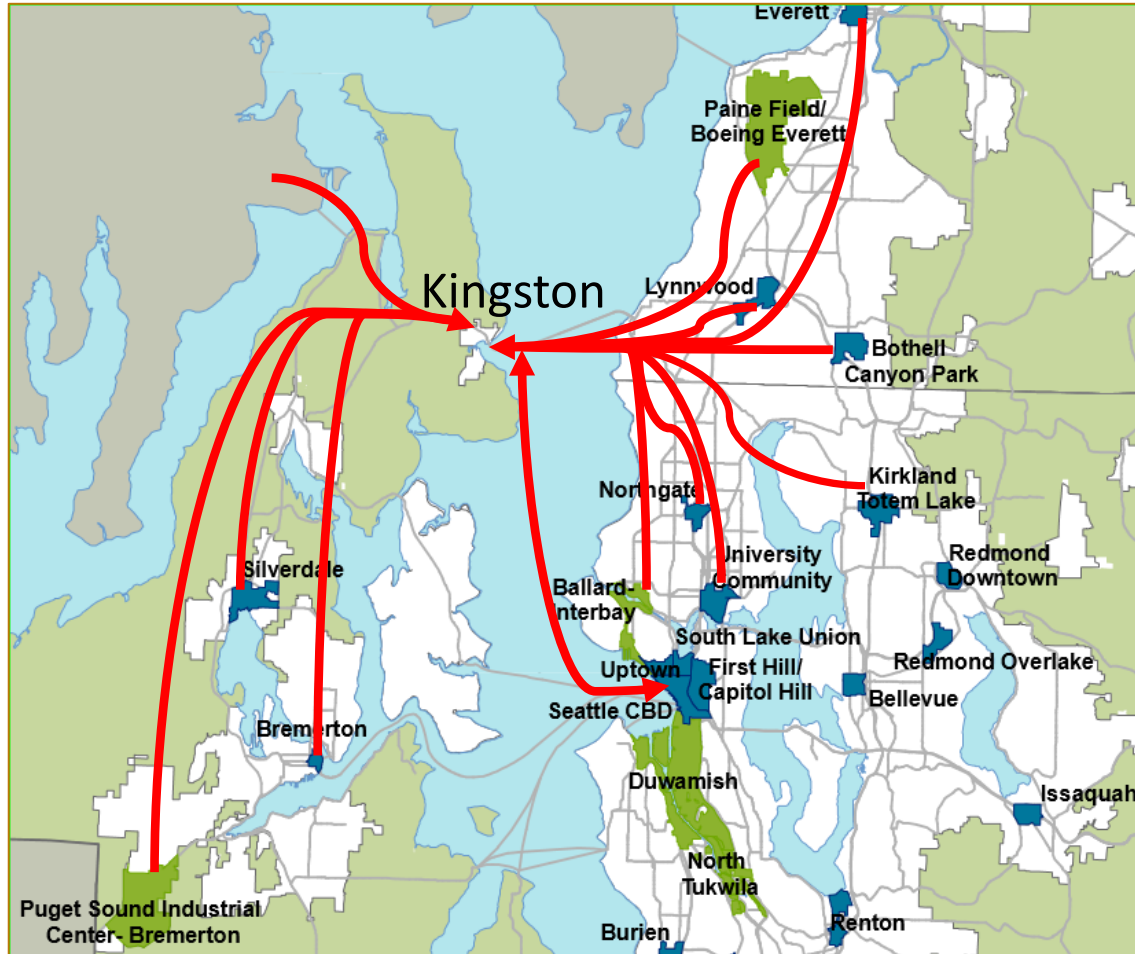 Everett
Paine Field/
Boeing Everett
Kingston
Lynnwood
Bothell
Canyon Park
Kirkland
Totem Lake
Northgate
Silverdale
University
Community
Redmond
Downtown
Ballard-
Interbay
South Lake Union
Uptown
First Hill/
Capitol Hill
Redmond Overlake
Bellevue
Seattle CBD
Bremerton
Duwamish
Issaquah
North
Tukwila
Puget Sound Industrial
Center- Bremerton
Burien
Renton